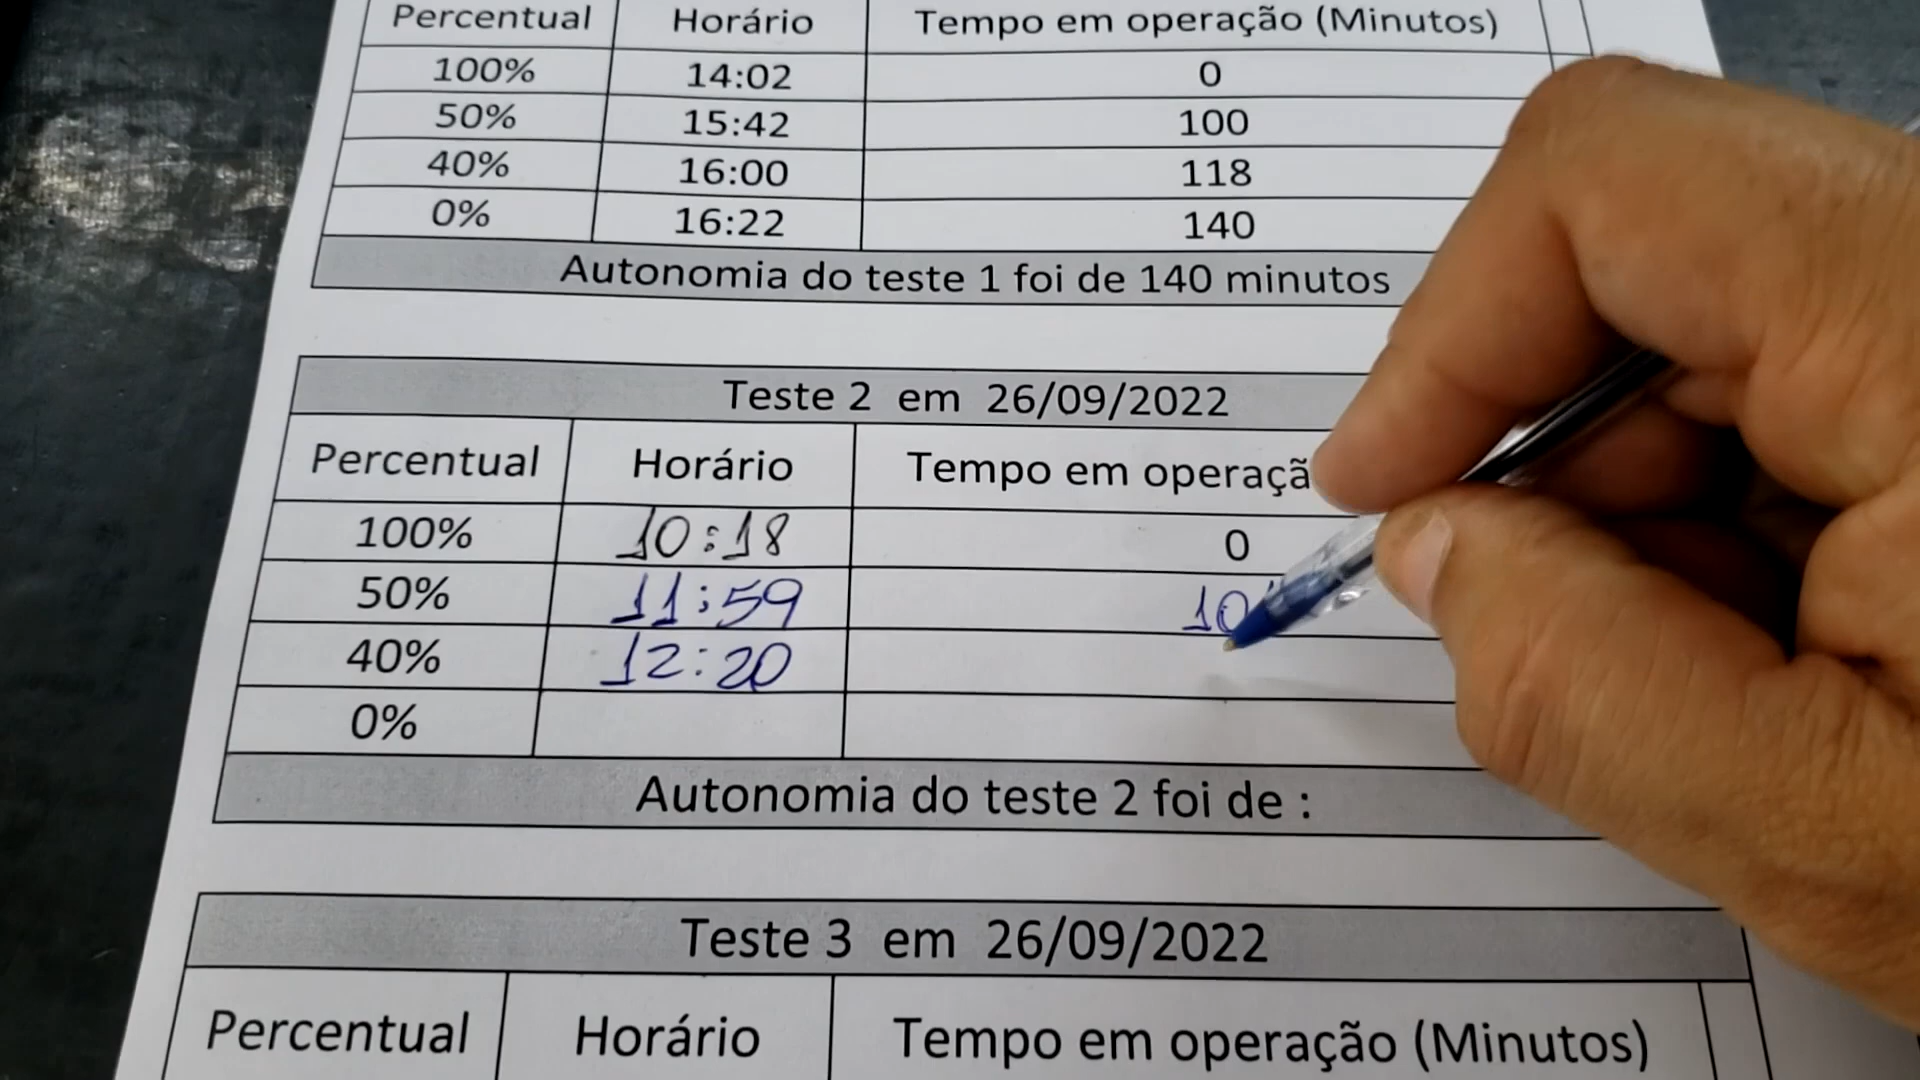 Percentual Horário Tempo em operação (Minutos)
100% 14:02 0
50% 15:42 100
40% 16:00 118
0% 16:22 140
Autonomia do teste 1 foi de 140 minutos
Teste 2 em 26/09/2022
Percentual Horário Tempo em operaçã
100% 10:18 0
50% 11:59 10
40% 12:20
0%
Autonomia do teste 2 foi de :
Teste 3 em 26/09/2022
Percentual Horário Tempo em operação (Minutos)